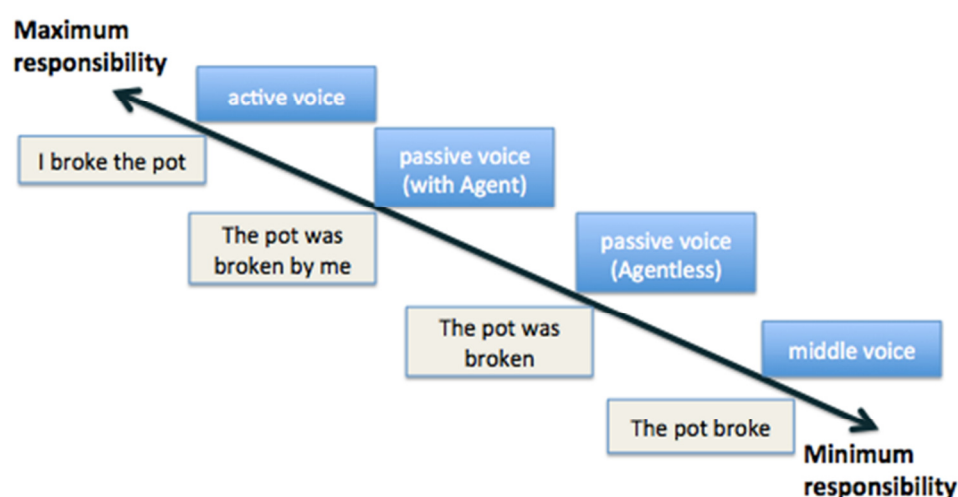 Maximum
responsibility
active voice
I broke the pot
passive voice
(with Agent)
The pot was
broken by me
passive voice
(Agentless)
The pot was
broken
middle voice
The pot broke
Minimum
responsibility